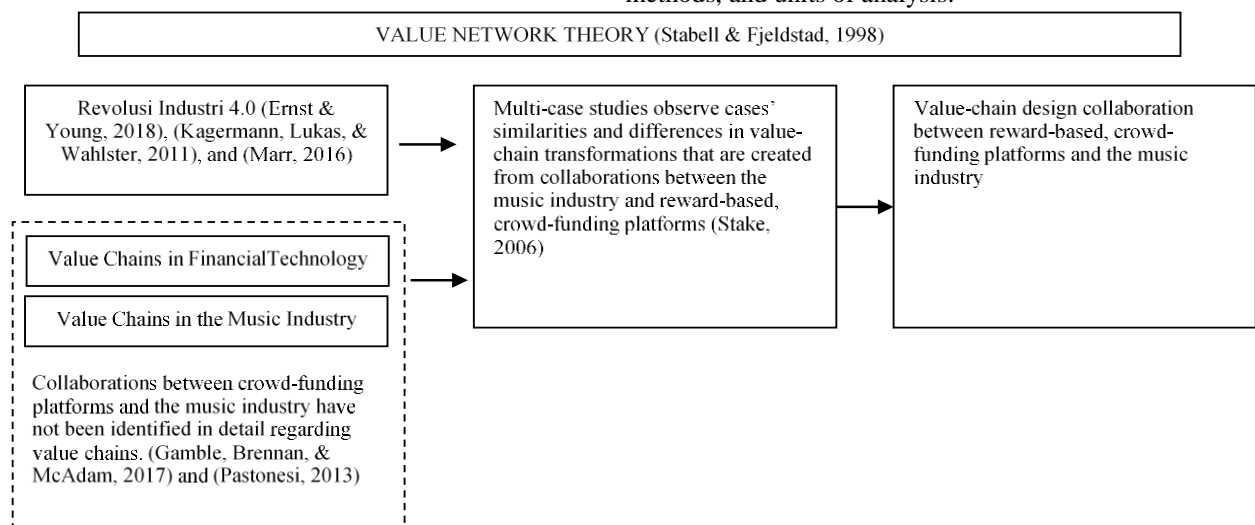 methods, and units of analysis.
VALUE NETWORK THEORY (Stabell & Fjeldstad, 1998)
Revolusi Industri 4.0 (Ernst &
Young, 2018), (Kagermann, Lukas, &
Wahlster, 2011), and (Marr, 2016)
Value Chains in FinancialTechnology
Value Chains in the Music Industry
Collaborations between crowd-funding
platforms and the music industry have
not been identified in detail regarding
value chains. (Gamble, Brennan, &
McAdam, 2017) and (Pastonesi, 2013)
Multi-case studies observe cases’
similarities and differences in value-
chain transformations that are created
from collaborations between the
music industry and reward-based,
crowd-funding platforms (Stake,
2006)
Value-chain design collaboration
between reward-based, crowd-
funding platforms and the music
industry